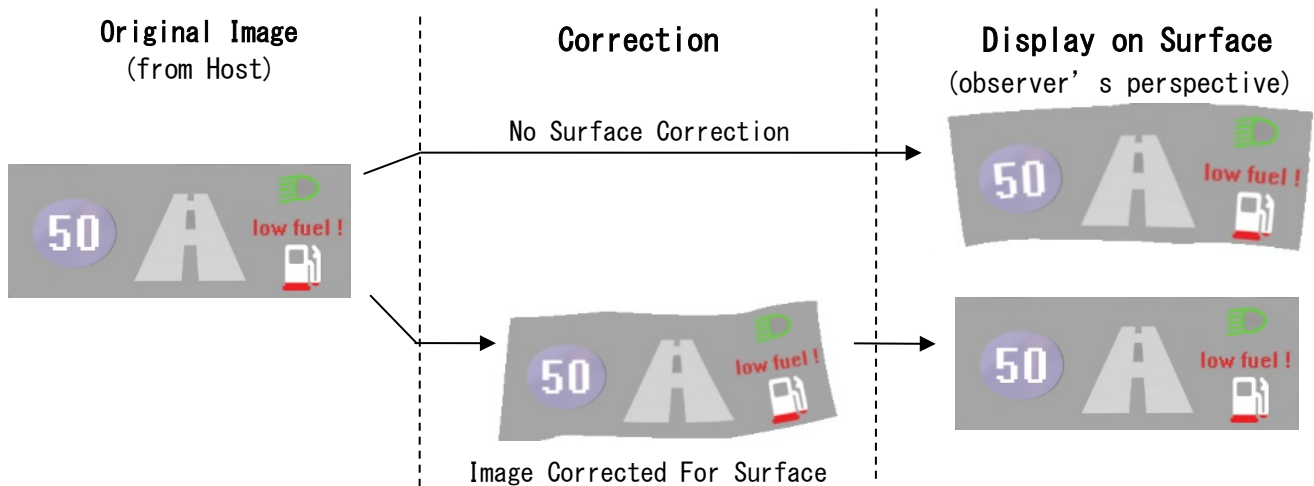 Original Image
(from Host)
Correction
Display on Surface
(observer’s perspective)
No Surface Correction
50
low fuel !
50
low fuel !
50
low fuel !
50
low fuel !
Image Corrected For Surface